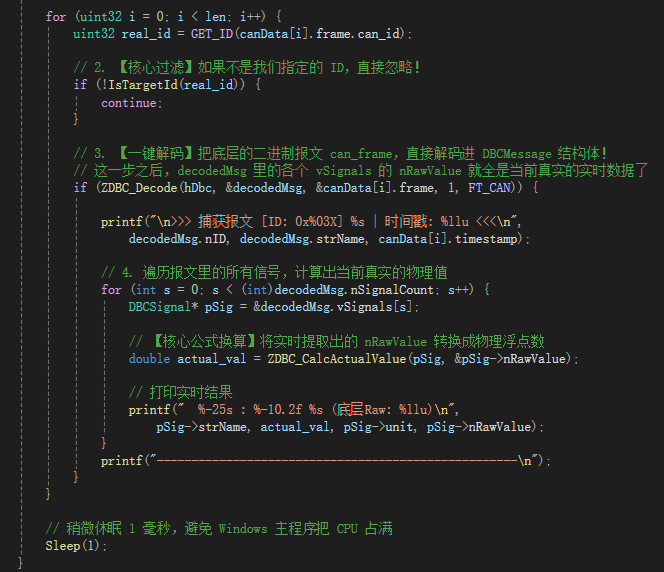 for (uint32 i = 0; i < len; i++) {
uint32 real_id = GET_ID(canData[i].frame.can_id);
// 2. 【核心过滤】如果不是我们指定的 ID，直接忽略！
if (!IsTargetId(real_id)) {
continue;
}
// 3. 【一键解码】把底层的二进制报文 can_frame，直接解码进 DBCMessage 结构体！
// 这一步之后，decodedMsg 里的各个 vSignals 的 nRawValue 就全是当前真实的实时数据了
if (ZDBC_Decode(hDbc, &decodedMsg, &canData[i].frame, 1, FT_CAN)) {
printf("\n>>> 捕获报文 [ID: 0x%03X] %s | 时间戳: %llu <<<\n",
decodedMsg.nID, decodedMsg.strName, canData[i].timestamp);
// 4. 遍历报文里的所有信号，计算出当前真实的物理值
for (int s = 0; s < (int)decodedMsg.nSignalCount; s++) {
DBCSignal* pSig = &decodedMsg.vSignals[s];
// 【核心公式换算】将实时提取出的 nRawValue 转换成物理浮点数
double actual_val = ZDBC_CalcActualValue(pSig, &pSig->nRawValue);
// 打印实时结果
printf("  %-25s : %-10.2f %s (底层Raw: %llu)\n",
pSig->strName, actual_val, pSig->unit, pSig->nRawValue);
}
printf("----------------------------------------------------\n");
}
}
// 稍微休眠 1 毫秒，避免 Windows 主程序把 CPU 占满
Sleep(1);
}